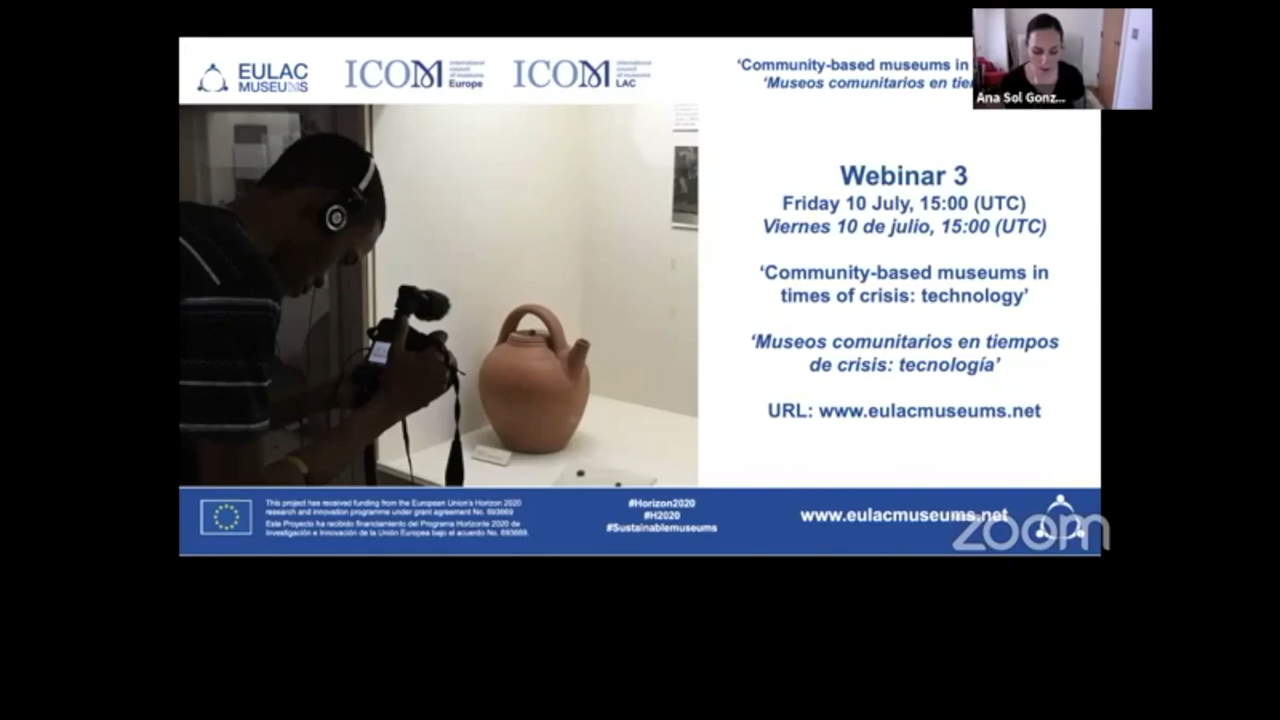 EULAC
MUSEUMS
ICOM
international
council
of museums
Europe
ICOM
international
council
of museums
LAC
‘Community-based museums in
‘Museos comunitarios en
Ana Sol Gonz...
Webinar 3
Friday 10 July, 15:00 (UTC)
Viernes 10 de julio, 15:00 (UTC)
‘Community-based museums in
times of crisis: technology’
‘Museos comunitarios en tiempos
de crisis: tecnología’
URL: www.eulacmuseums.net
This project has received funding from the European Union's Horizon 2020
research and innovation programme under grant agreement No. 693669
Este Proyecto ha recibido financiamiento del Programa Horizonte 2020 de
Investigación e Innovación de la Unión Europea bajo el acuerdo No. 693669.
#Horizon2020
#H2020
#Sustainablemuseums
www.eulacmuseums.net
zoom